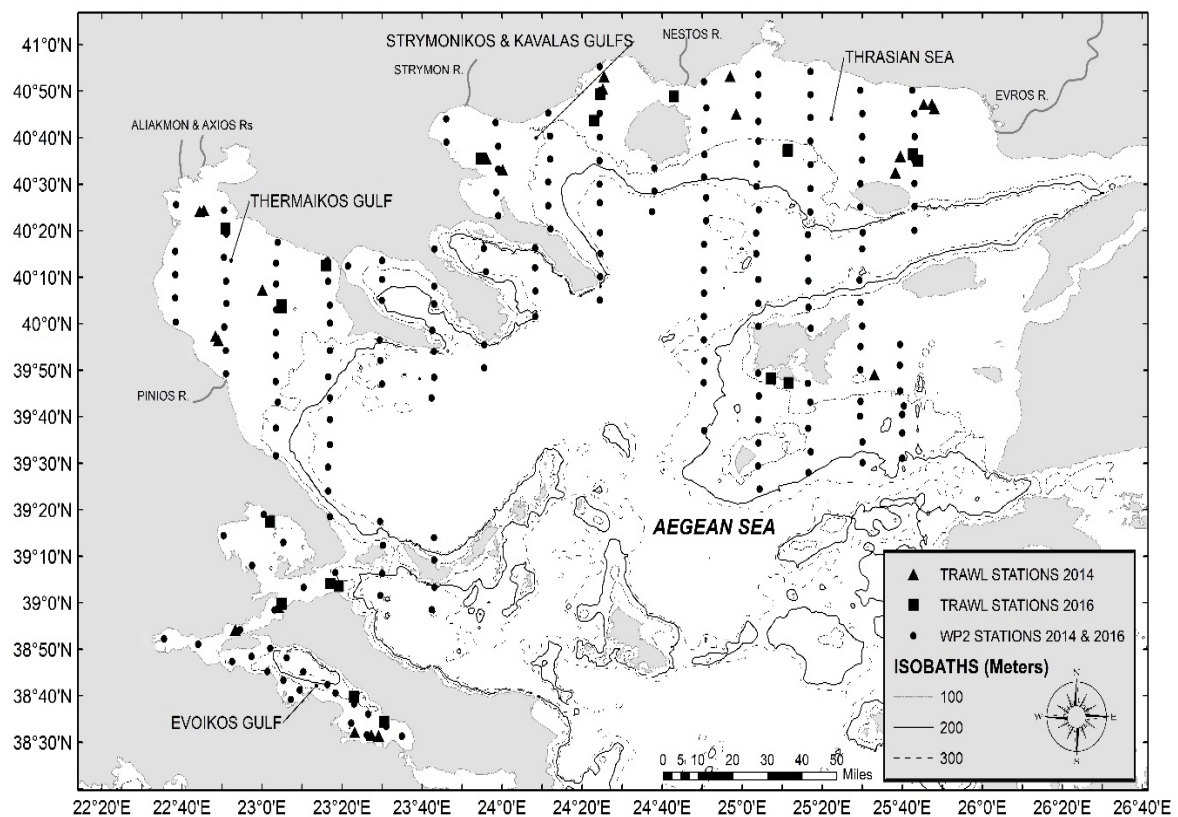 41°0'N
40°50'N
40°40'N
40°30'N
40°20'N
40°10'N
40°0'N
39°50'N
39°40'N
39°30'N
39°20'N
39°10'N
39°0'N
38°50'N
38°40'N
38°30'N
STRYMONIKOS & KAVALAS GULFS
NESTOS R.
STRYMON R.
THRASIAN SEA
EVROS R.
ALIAKMON & AXIOS Rs
THERMAIKOS GULF
PINIOS R.
AEGEAN SEA
EVOIKOS GULF
TRAWL STATIONS 2014
TRAWL STATIONS 2016
WP2 STATIONS 2014 & 2016
ISOBATHS (Meters)
100
200
300
N
W E
S
0 5 10 20 30 40 50
Miles
22°20'E 22°40'E 23°0'E 23°20'E 23°40'E 24°0'E 24°20'E 24°40'E 25°0'E 25°20'E 25°40'E 26°0'E 26°20'E 26°40'E